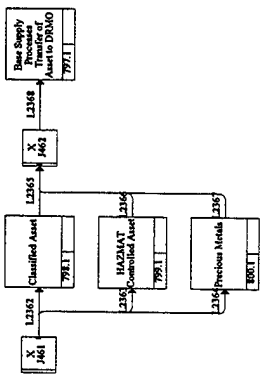 Base Supply
Processes
Transfer of
Asset to DRMO
797.1
L2368
X
J462
L2365
L2366
L2367
Classified Asset
798.1
HAZMAT
Controlled Asset
799.1
Precious Metals
800.1
L2362
L2363
L2364
X
J461